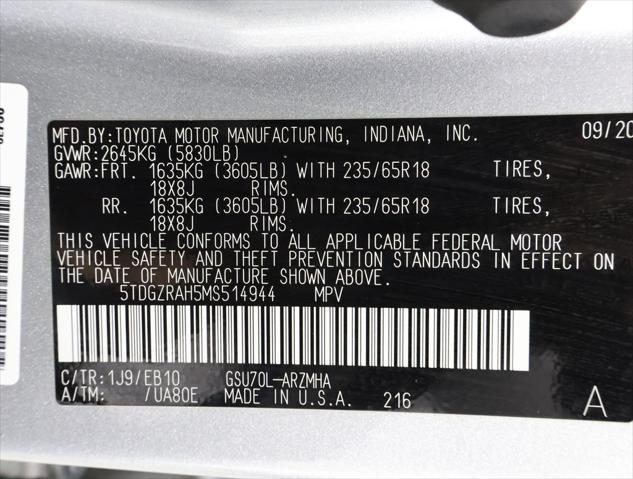 MFD.BY:TOYOTA MOTOR MANUFACTURING, INDIANA, INC. 09/20
GVWR:2645KG (5830LB)
GAWR:FRT. 1635KG (3605LB) WITH 235/65R18 TIRES,
18X8J RIMS.
RR. 1635KG (3605LB) WITH 235/65R18 TIRES,
18X8J RIMS.
THIS VEHICLE CONFORMS TO ALL APPLICABLE FEDERAL MOTOR
VEHICLE SAFETY AND THEFT PREVENTION STANDARDS IN EFFECT ON
THE DATE OF MANUFACTURE SHOWN ABOVE.
5TDGZRAH5MS514944 MPV
C/TR:1J9/EB10 GSU70L-ARZMHA
A/TM: /UA80E MADE IN U.S.A. 216 A